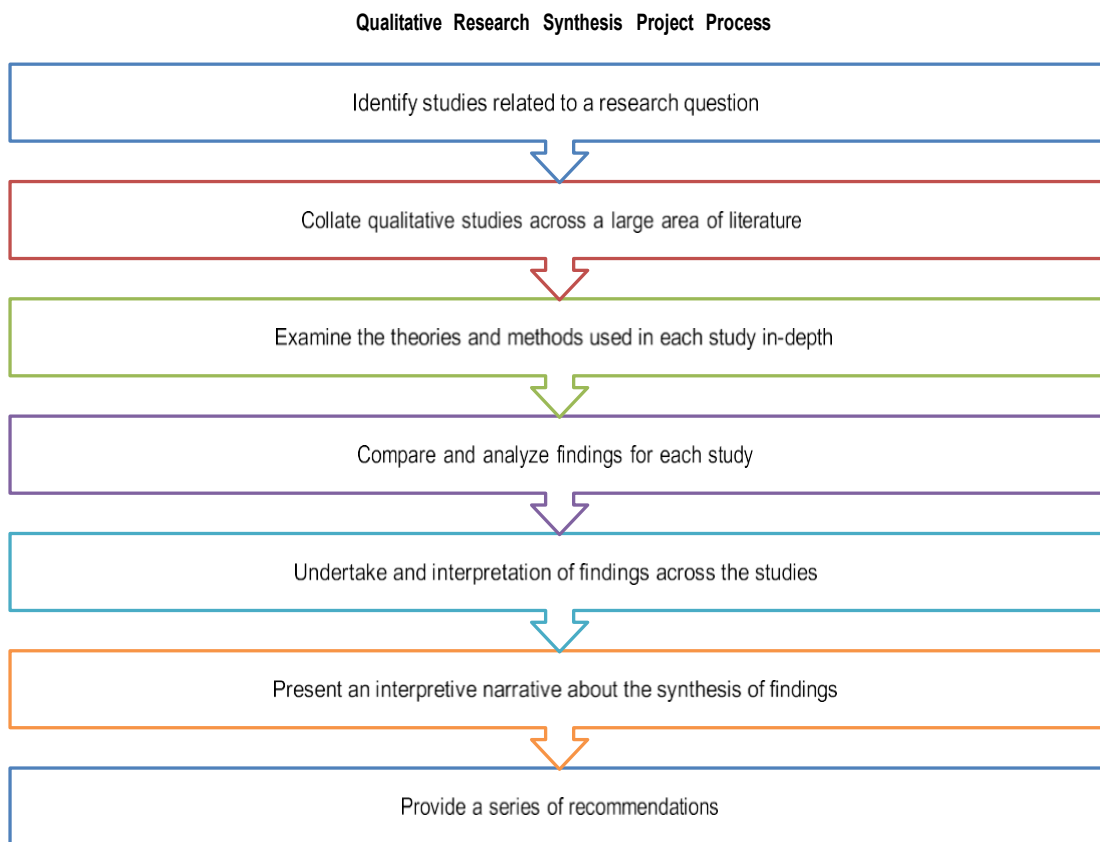 Qualitative Research Synthesis Project Process
Identify studies related to a research question
Collate qualitative studies across a large area of literature
Examine the theories and methods used in each study in-depth
Compare and analyze findings for each study
Undertake and interpretation of findings across the studies
Present an interpretive narrative about the synthesis of findings
Provide a series of recommendations